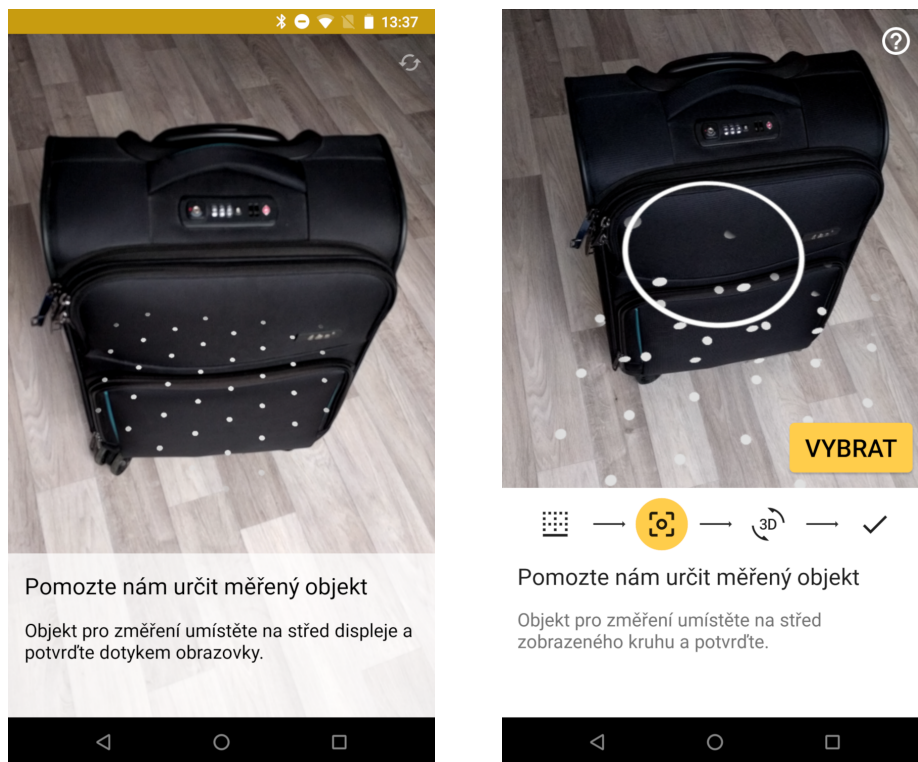 13:37
Pomozte nám určit měřený objekt
Objekt pro změření umístěte na střed displeje a
potvrďte dotykem obrazovky.
VYBRAT
3D
Pomozte nám určit měřený objekt
Objekt pro změření umístěte na střed
zobrazeného kruhu a potvrďte.